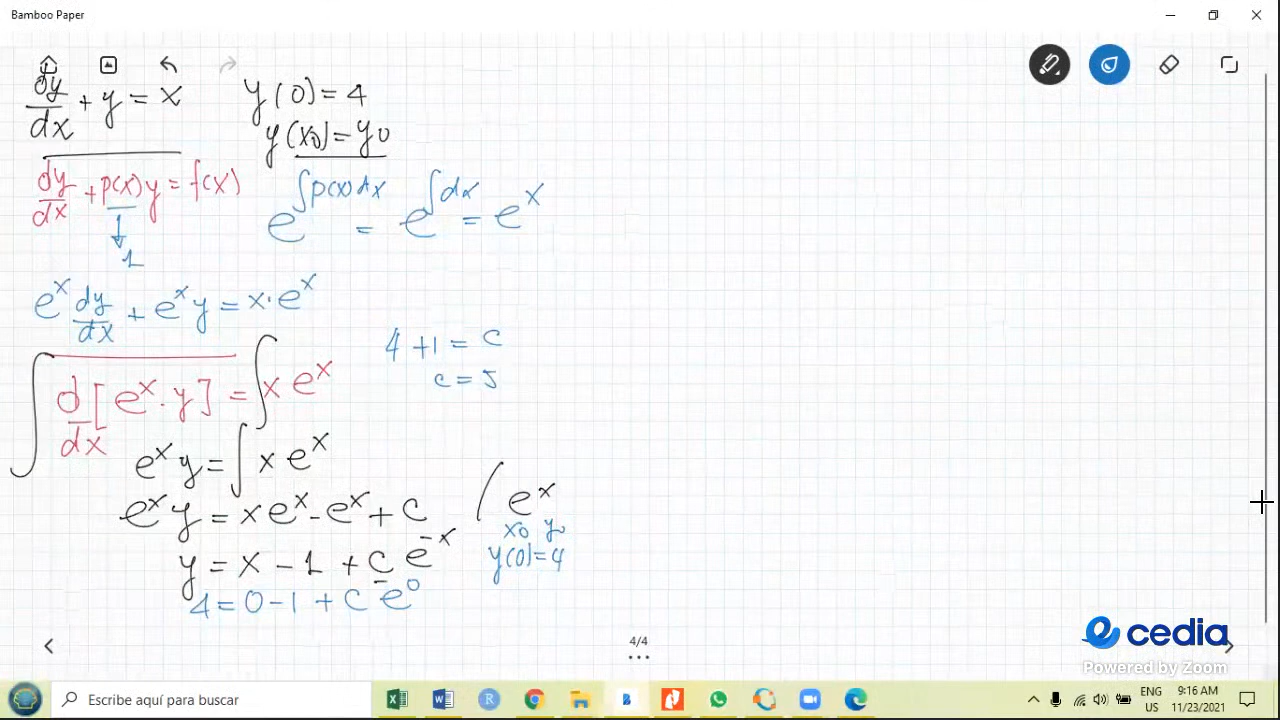 Bamboo Paper
dy/dx + y = x    y(0) = 4
y(x0) = y0
dy/dx + p(x)y = f(x)    e^∫p(x)dx = e^∫dx = e^x
1
e^x dy/dx + e^x y = x·e^x
4 + 1 = c
c = 5
∫ d/dx [e^x · y] = ∫ x e^x
e^x y = ∫ x e^x
e^x y = x e^x - e^x + c    ( e^x
x0 y0
y = x - 1 + c e^-x    y(0) = 4
4 = 0 - 1 + c e^0
4/4
cedia
Powered by Zoom
Escribe aquí para buscar
ENG
US
9:16 AM
11/23/2021